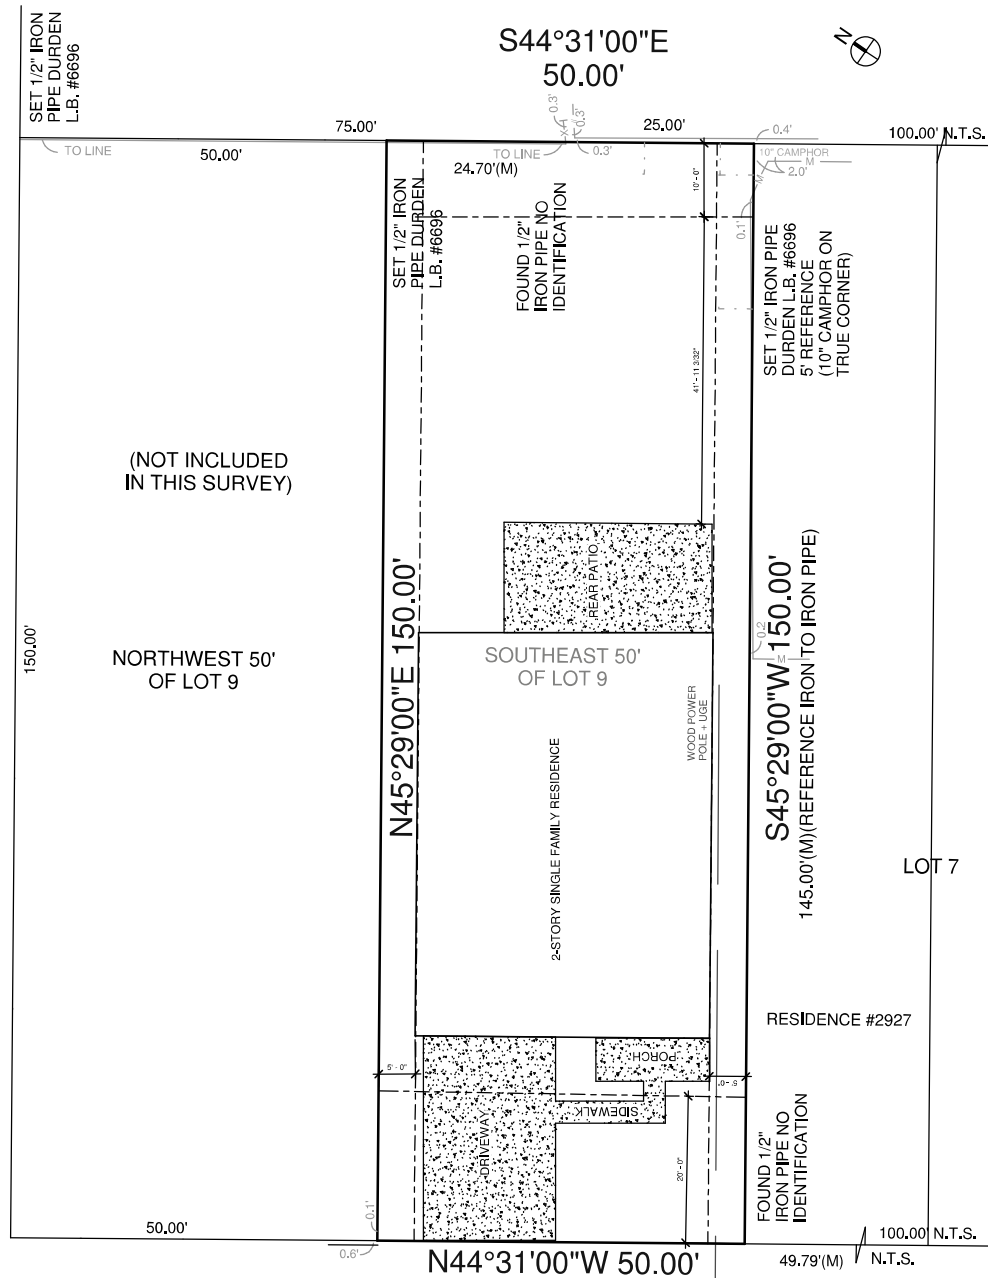 SET 1/2" IRON
PIPE DURDEN
L.B. #6696
S44°31'00"E
50.00'
N
0.3'
X-A
0.3'
75.00'
25.00'
0.4'
100.00' N.T.S.
TO LINE
50.00'
TO LINE
0.3'
24.70'(M)
10" CAMPHOR
M
2.0'
M
10'-0"
0.1'
SET 1/2" IRON
PIPE DURDEN
L.B. #6696
FOUND 1/2"
IRON PIPE NO
IDENTIFICATION
SET 1/2" IRON PIPE
DURDEN L.B. #6696
5' REFERENCE
(10" CAMPHOR ON
TRUE CORNER)
41'-11 3/32"
(NOT INCLUDED
IN THIS SURVEY)
REAR PATIO
N45°29'00"E 150.00'
S45°29'00"W 150.00'
145.00'(M)(REFERENCE IRON TO IRON PIPE)
150.00'
0.2
M
NORTHWEST 50'
OF LOT 9
SOUTHEAST 50'
OF LOT 9
WOOD POWER
POLE + UGE
2-STORY SINGLE FAMILY RESIDENCE
LOT 7
RESIDENCE #2927
PORCH
5'-0"
5'-0"
SIDEWALK
DRIVEWAY
20'-0"
FOUND 1/2"
IRON PIPE NO
IDENTIFICATION
50.00'
0.1'
0.6'
N44°31'00"W 50.00'
100.00' N.T.S.
49.79'(M)
N.T.S.